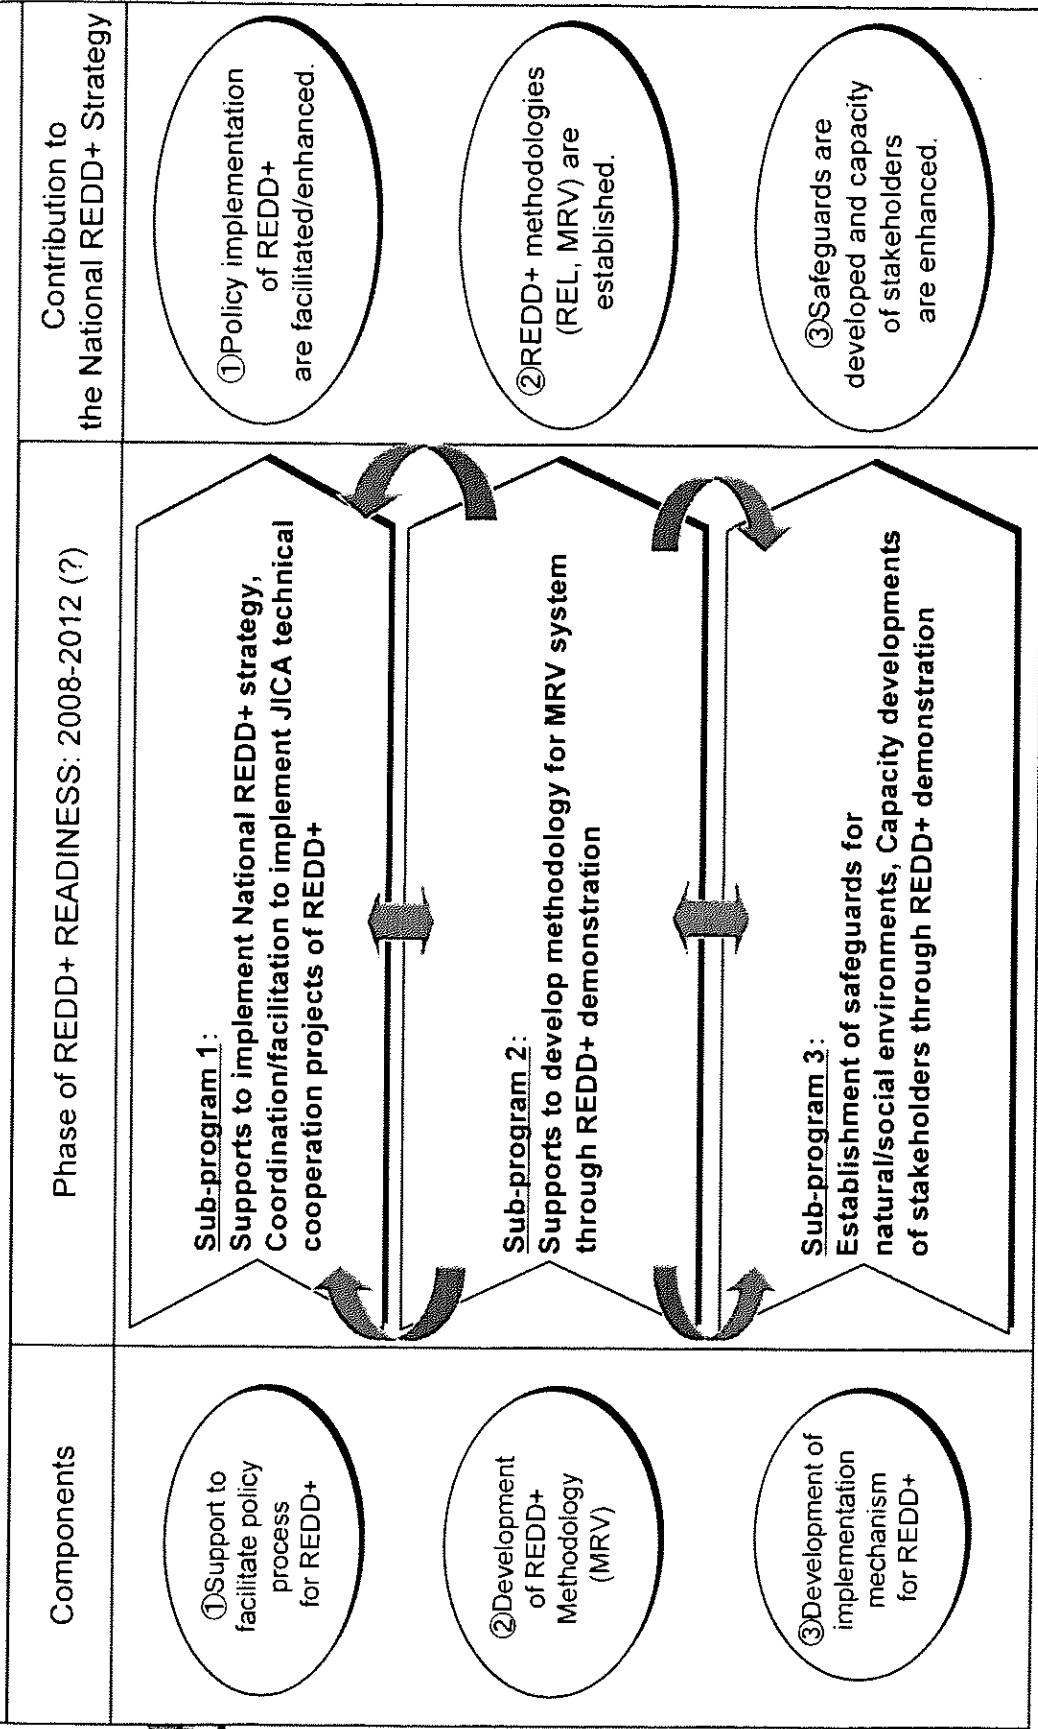 Components
Phase of REDD+ READINESS: 2008-2012 (?)
Contribution to
the National REDD+ Strategy
①Support to
facilitate policy
process
for REDD+
Sub-program 1:
Supports to implement National REDD+ strategy,
Coordination/facilitation to implement JICA technical
cooperation projects of REDD+
①Policy implementation
of REDD+
are facilitated/enhanced.
②Development
of REDD+
Methodology
(MRV)
Sub-program 2:
Supports to develop methodology for MRV system
through REDD+ demonstration
②REDD+ methodologies
(REL, MRV) are
established.
③Development of
implementation
mechanism
for REDD+
Sub-program 3:
Establishment of safeguards for
natural/social environments, Capacity developments
of stakeholders through REDD+ demonstration
③Safeguards are
developed and capacity
of stakeholders
are enhanced.